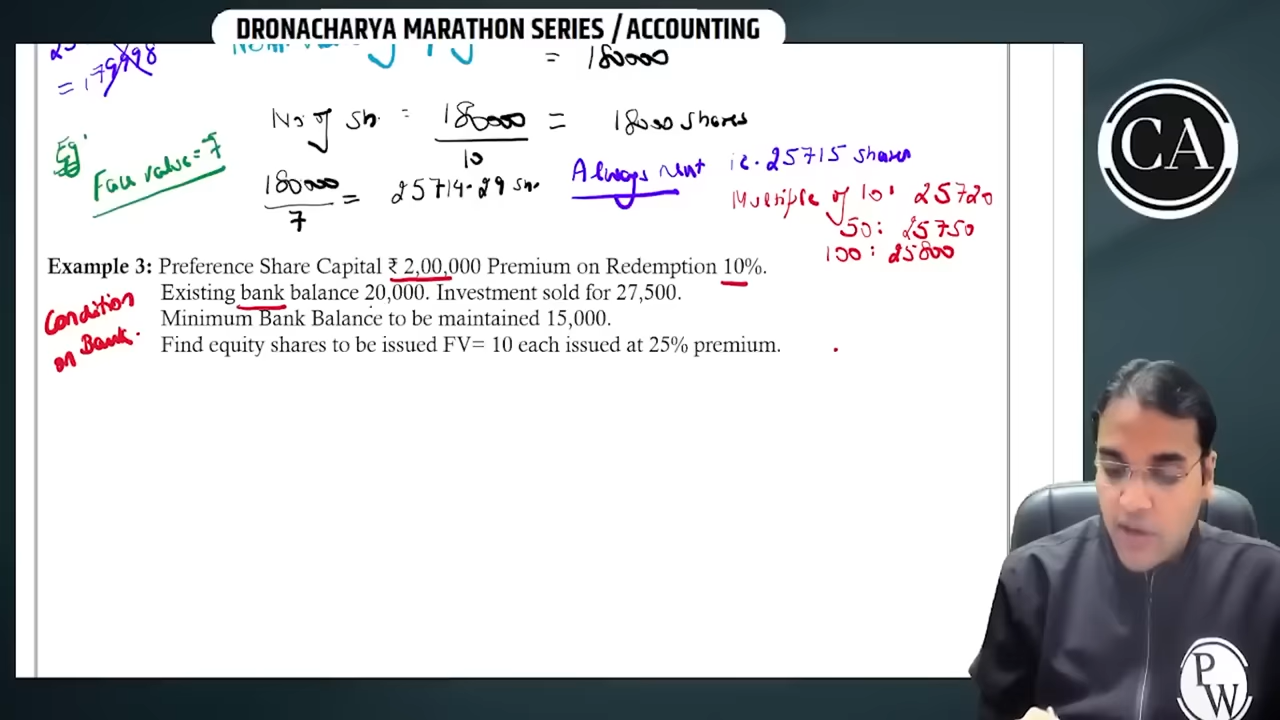 DRONACHARYA MARATHON SERIES / ACCOUNTING
= 180000
No of sh. = 180000 / 10 = 18000 shares
Eg:
Face value = 7
180000 / 7 = 25714.29 sh.
Always next ie. 25715 shares
Multiple of 10: 25720
50: 25750
100: 25800
Example 3: Preference Share Capital ₹ 2,00,000 Premium on Redemption 10%.
Existing bank balance 20,000. Investment sold for 27,500.
Minimum Bank Balance to be maintained 15,000.
Find equity shares to be issued FV= 10 each issued at 25% premium.
Condition
on Bank.
CA
PW